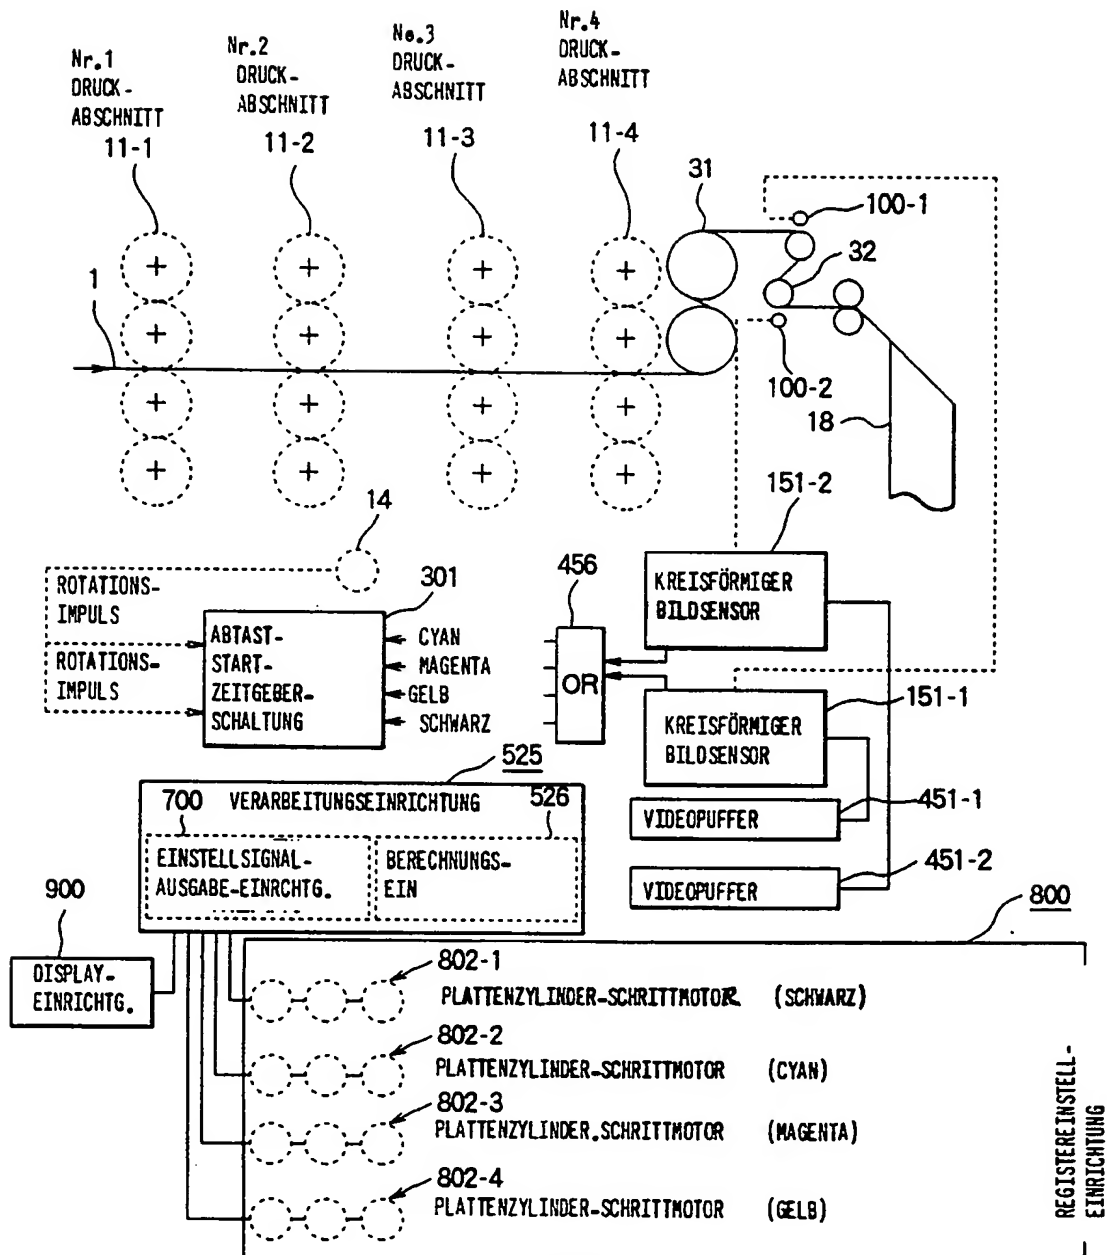 Nr.1
DRUCK-
ABSCHNITT
11-1
Nr.2
DRUCK-
ABSCHNITT
11-2
No.3
DRUCK-
ABSCHNITT
11-3
Nr.4
DRUCK-
ABSCHNITT
11-4
31
100-1
32
1
100-2
18
14
151-2
ROTATIONS-
IMPULS
301
456
KREISFÖRMIGER
BILDSENSOR
ABTAST-
START-
ZEITGEBER-
SCHALTUNG
CYAN
MAGENTA
GELB
SCHWARZ
ROTATIONS-
IMPULS
OR
151-1
KREISFÖRMIGER
BILDSENSOR
525
700
VERARBEITUNGSEINRICHTUNG
526
451-1
VIDEOPUFFER
EINSTELLSIGNAL-
AUSGABE-EINRCHTG.
BERECHNUNGS-
EIN
451-2
VIDEOPUFFER
900
800
DISPLAY-
EINRICHTG.
802-1
PLATTENZYLINDER-SCHRITTMOTOR (SCHWARZ)
802-2
PLATTENZYLINDER-SCHRITTMOTOR (CYAN)
802-3
PLATTENZYLINDER.SCHRITTMOTOR (MAGENTA)
802-4
PLATTENZYLINDER-SCHRITTMOTOR (GELB)
REGISTEREINSTELL-
EINRICHTUNG